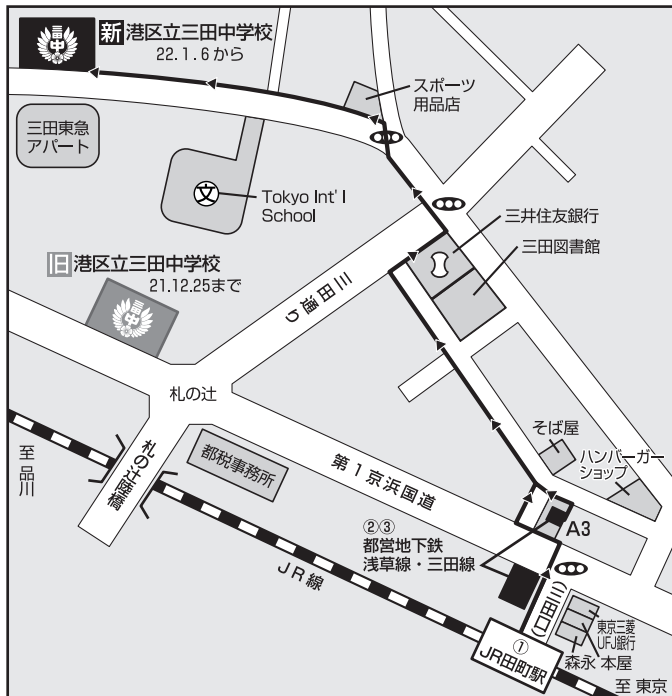 新 港区立三田中学校
22.1.6から
スポーツ
用品店
三田東急
アパート
文
Tokyo Int'l
School
三井住友銀行
三田図書館
旧 港区立三田中学校
21.12.25まで
三田通り
札の辻
札の辻陸橋
至 品川
都税事務所
第1京浜国道
そば屋
ハンバーガー
ショップ
A3
②③
都営地下鉄
浅草線・三田線
JR線
(三田口)
①
JR田町駅
東京三菱
UFJ銀行
本屋
森永
至 東京